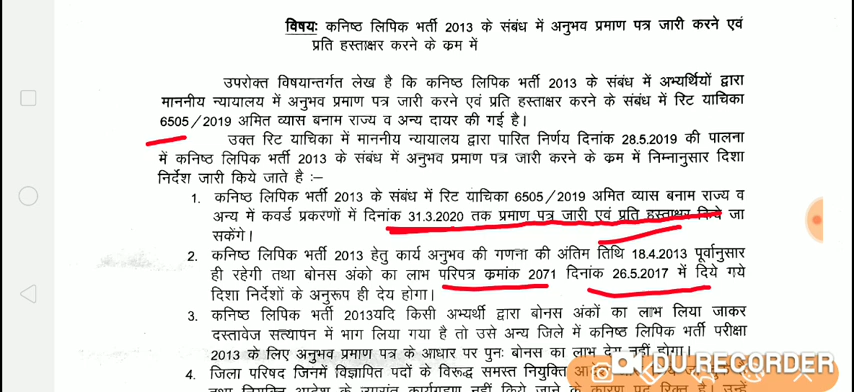 विषयः कनिष्ठ लिपिक भर्ती 2013 के संबंध में अनुभव प्रमाण पत्र जारी करने एवं
प्रति हस्ताक्षर करने के क्रम में
उपरोक्त विषयान्तर्गत लेख है कि कनिष्ठ लिपिक भर्ती 2013 के संबंध में अभ्यर्थियों द्वारा
माननीय न्यायालय में अनुभव प्रमाण पत्र जारी करने एवं प्रति हस्ताक्षर करने के संबंध में रिट याचिका
6505/2019 अमित व्यास बनाम राज्य व अन्य दायर की गई है।
उक्त रिट याचिका में माननीय न्यायालय द्वारा पारित निर्णय दिनांक 28.5.2019 की पालना
में कनिष्ठ लिपिक भर्ती 2013 के संबंध में अनुभव प्रमाण पत्र जारी करने के क्रम में निम्नानुसार दिशा
निर्देश जारी किये जाते है :–
1. कनिष्ठ लिपिक भर्ती 2013 के संबंध में रिट याचिका 6505/2019 अमित व्यास बनाम राज्य व
अन्य में कवर्ड प्रकरणों में दिनांक 31.3.2020 तक प्रमाण पत्र जारी एवं प्रति हस्ताक्षर किये जा
सकेंगे।
2. कनिष्ठ लिपिक भर्ती 2013 हेतु कार्य अनुभव की गणना की अंतिम तिथि 18.4.2013 पूर्वानुसार
ही रहेगी तथा बोनस अंको का लाभ परिपत्र क्रमांक 2071 दिनांक 26.5.2017 में दिये गये
दिशा निर्देशों के अनुरूप ही देय होगा।
3. कनिष्ठ लिपिक भर्ती 2013यदि किसी अभ्यर्थी द्वारा बोनस अंकों का लाभ लिया जाकर
दस्तावेज सत्यापन में भाग लिया गया है तो उसे अन्य जिले में कनिष्ठ लिपिक भर्ती परीक्षा
2013 के लिए अनुभव प्रमाण पत्र के आधार पर पुनः बोनस का लाभ देय नहीं होगा।
4. जिला परिषद जिनमें विज्ञापित पदों के विरूद्ध समस्त नियुक्ति
DU RECORDER